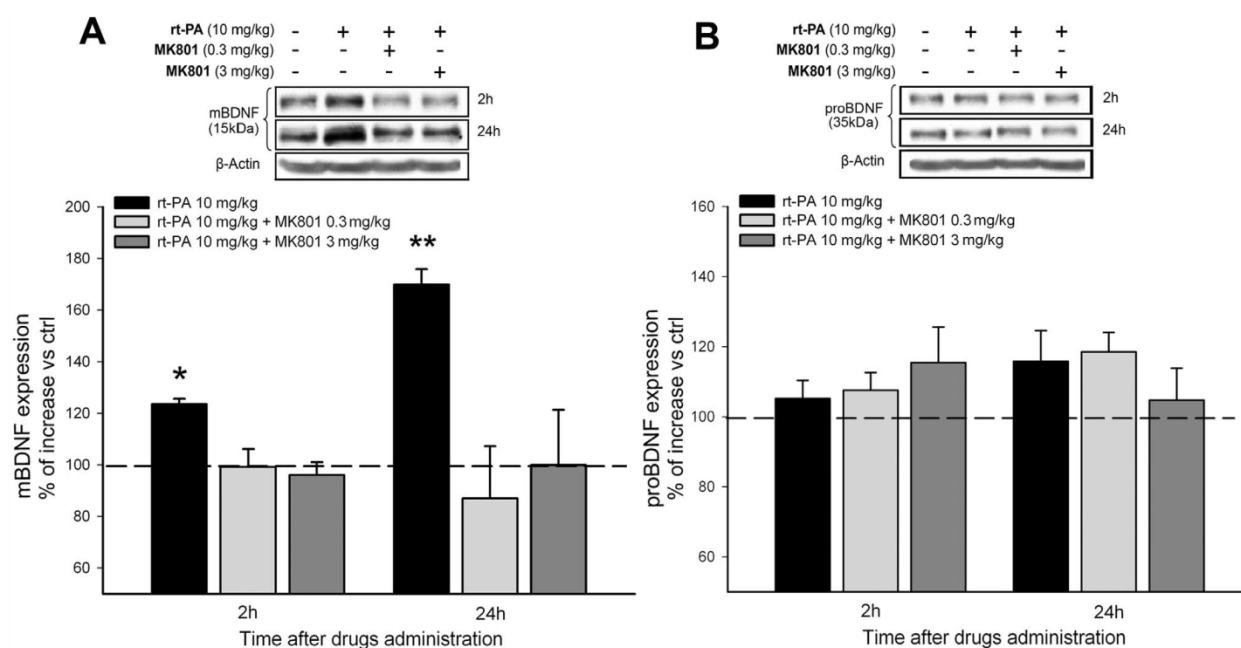 A
rt-PA (10 mg/kg) - + + +
MK801 (0.3 mg/kg) - - + -
MK801 (3 mg/kg) - - - +
mBDNF
(15kDa)
2h
24h
β-Actin
200
180
160
140
120
100
80
60
mBDNF expression
% of increase vs ctrl
rt-PA 10 mg/kg
rt-PA 10 mg/kg + MK801 0.3 mg/kg
rt-PA 10 mg/kg + MK801 3 mg/kg
*
**
2h 24h
Time after drugs administration
B
rt-PA (10 mg/kg) - + + +
MK801 (0.3 mg/kg) - - + -
MK801 (3 mg/kg) - - - +
proBDNF
(35kDa)
2h
24h
β-Actin
160
140
120
100
80
60
proBDNF expression
% of increase vs ctrl
rt-PA 10 mg/kg
rt-PA 10 mg/kg + MK801 0.3 mg/kg
rt-PA 10 mg/kg + MK801 3 mg/kg
2h 24h
Time after drugs administration